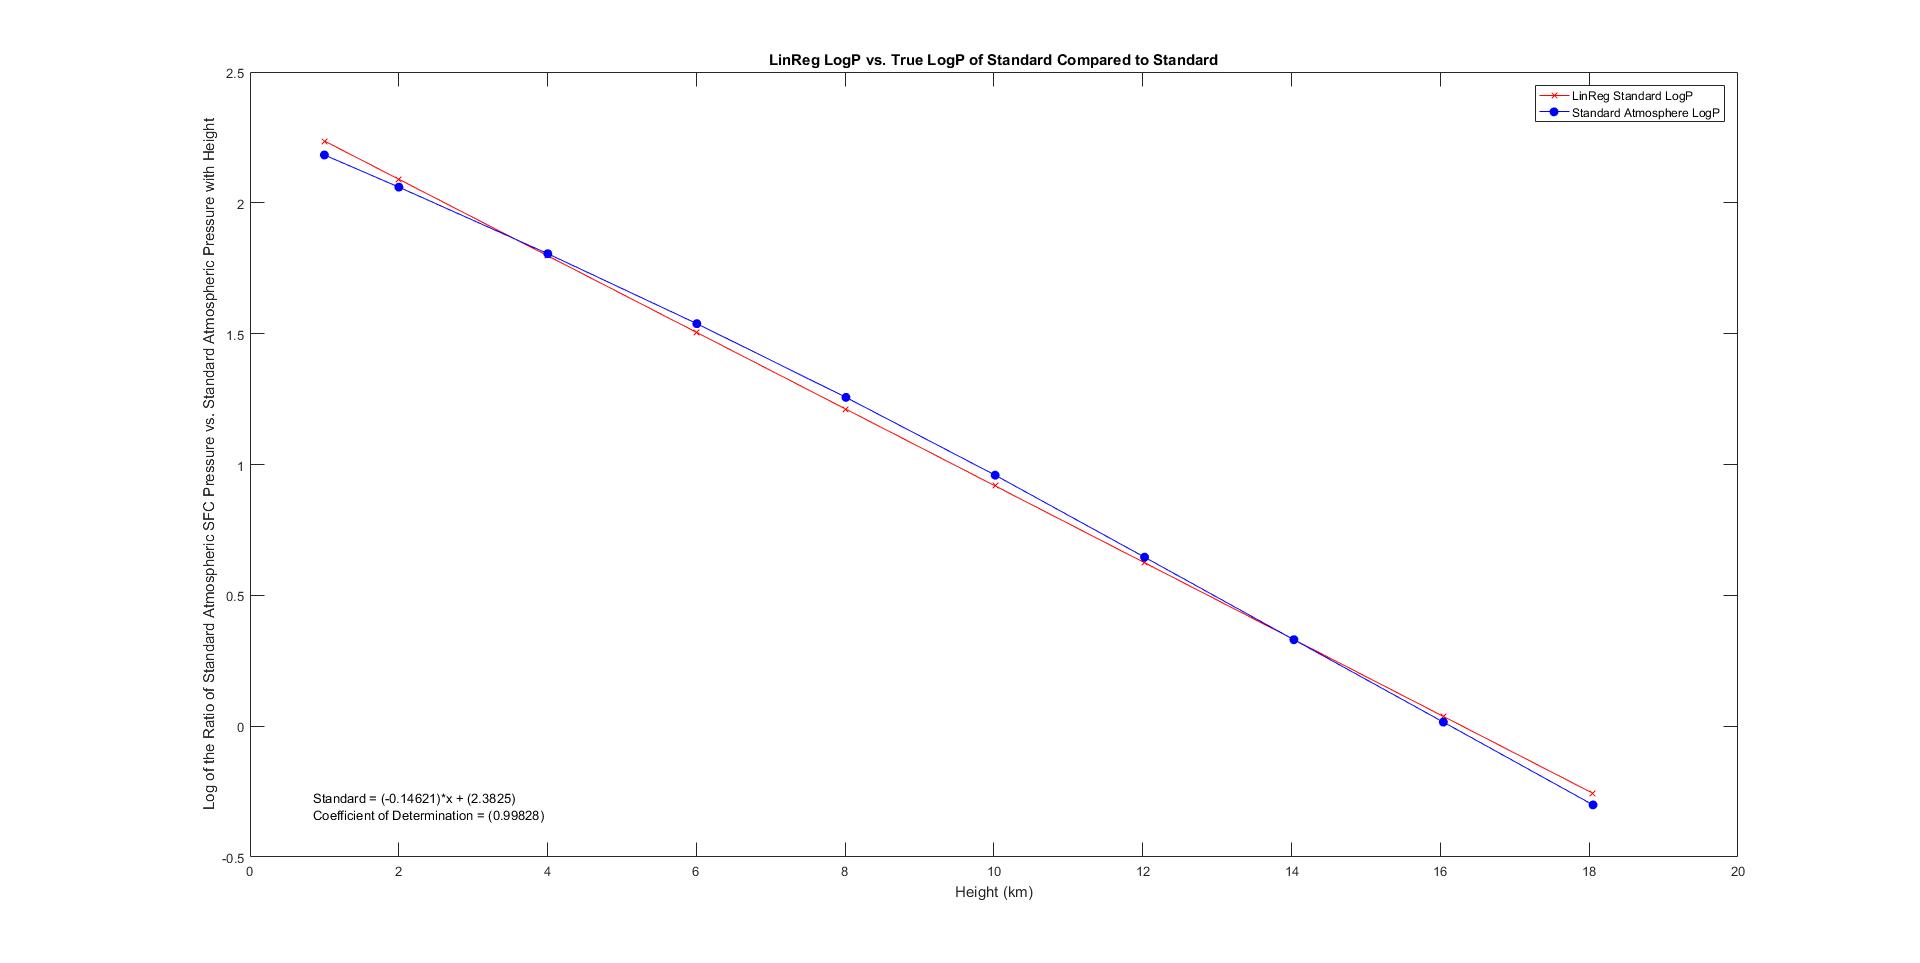 LinReg LogP vs. True LogP of Standard Compared to Standard
LinReg Standard LogP
Standard Atmosphere LogP
Log of the Ratio of Standard Atmospheric SFC Pressure vs. Standard Atmospheric Pressure with Height
2.5
2
1.5
1
0.5
0
-0.5
Standard = (-0.14621)*x + (2.3825)
Coefficient of Determination = (0.99828)
0 2 4 6 8 10 12 14 16 18 20
Height (km)